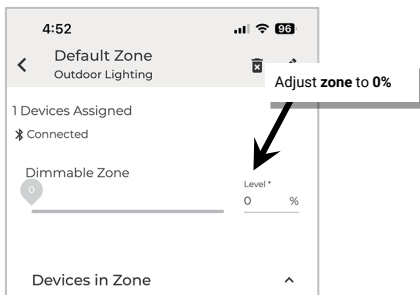 4:52
96
Default Zone
Outdoor Lighting
Adjust zone to 0%
1 Devices Assigned
Connected
Dimmable Zone
0
Level *
0 %
Devices in Zone